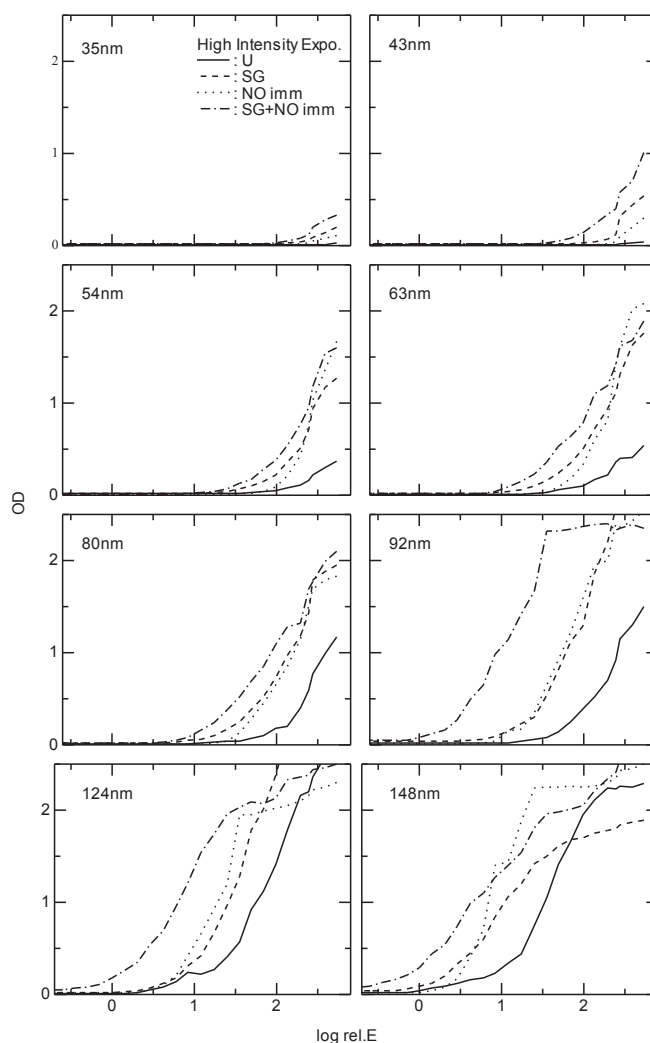 35nm
High Intensity Expo.
: U
: SG
: NO imm
: SG+NO imm
43nm
2
1
0
54nm
63nm
2
1
0
OD
80nm
92nm
2
1
0
124nm
148nm
2
1
0
0 1 2 0 1 2
log rel.E